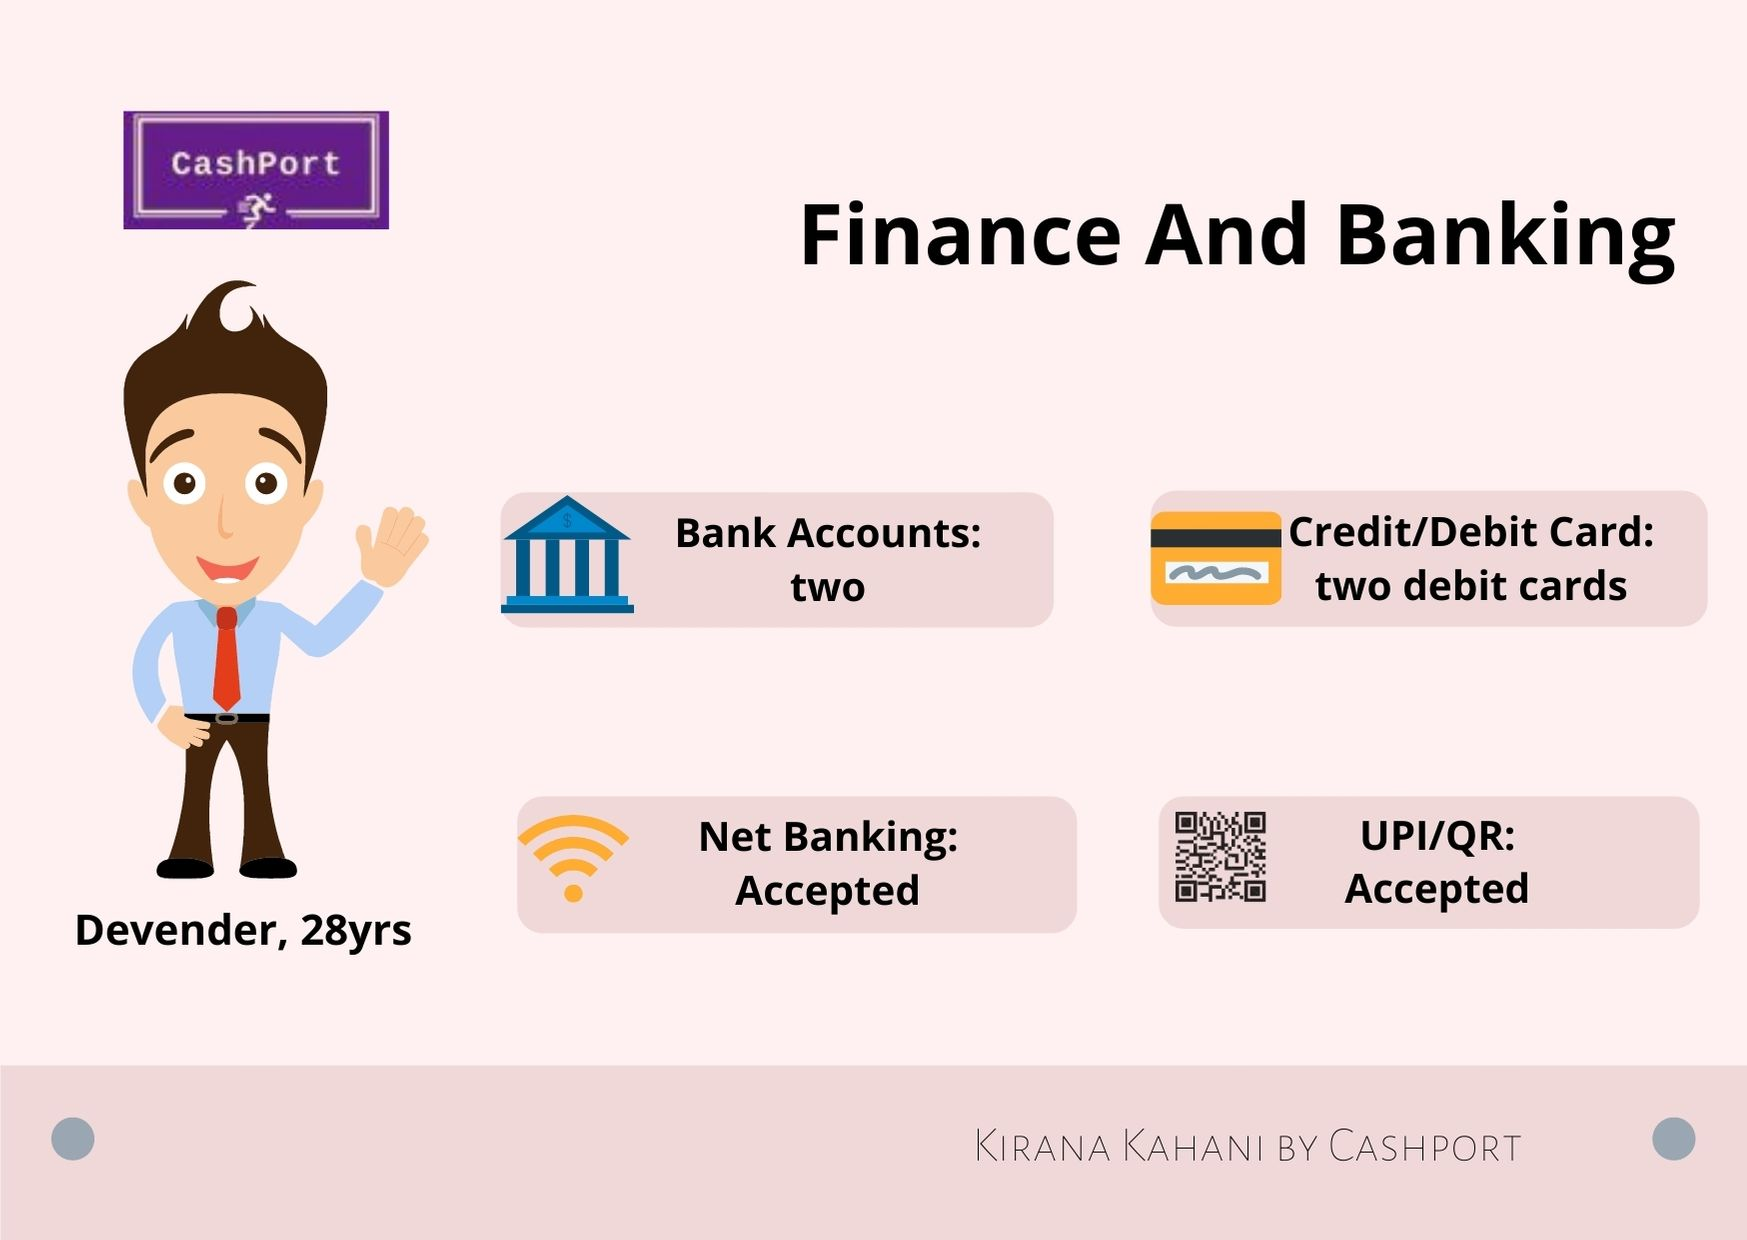 CashPort
Finance And Banking
Bank Accounts:
two
Credit/Debit Card:
two debit cards
Net Banking:
Accepted
UPI/QR:
Accepted
Devender, 28yrs
Kirana Kahani by Cashport